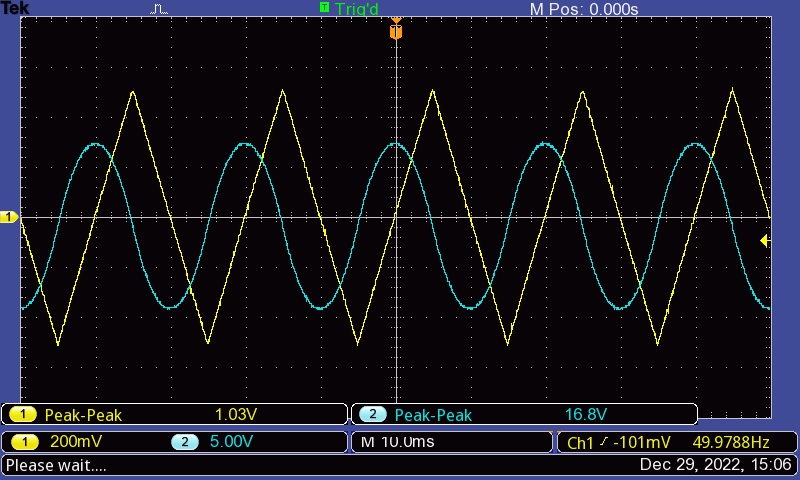 Tek T Trig'd M Pos: 0.000s
T
1
1 Peak-Peak 1.03V 2 Peak-Peak 16.8V
1 200mV 2 5.00V M 10.0ms Ch1 -101mV 49.9788Hz
Please wait.... Dec 29, 2022, 15:06